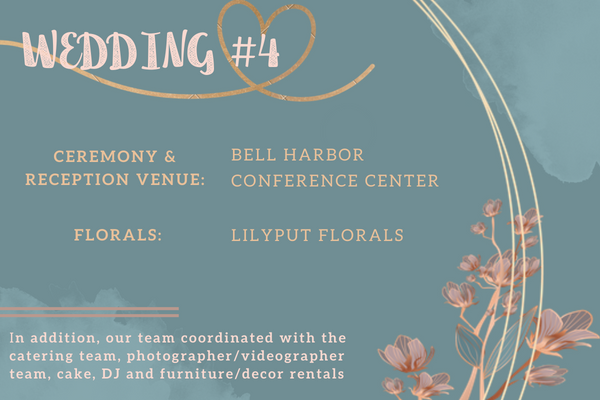 WEDDING #4
CEREMONY &
RECEPTION VENUE:
BELL HARBOR
CONFERENCE CENTER
FLORALS:
LILYPUT FLORALS
In addition, our team coordinated with the
catering team, photographer/videographer
team, cake, DJ and furniture/decor rentals